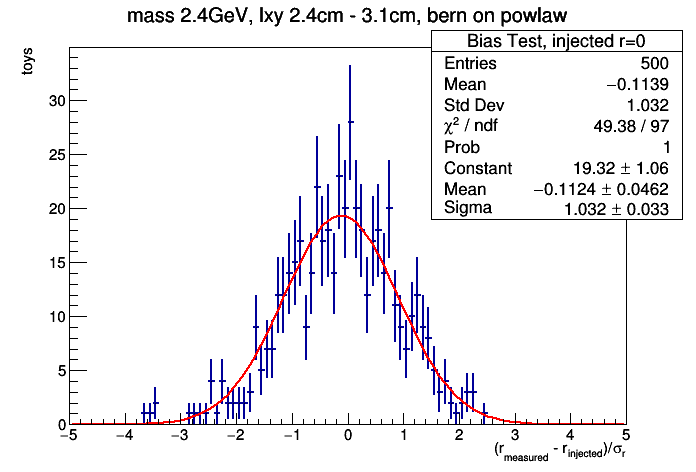 mass 2.4GeV, lxy 2.4cm - 3.1cm, bern on powlaw
toys
Bias Test, injected r=0
Entries 500
Mean −0.1139
Std Dev 1.032
χ² / ndf 49.38 / 97
Prob 1
Constant 19.32 ± 1.06
Mean −0.1124 ± 0.0462
Sigma 1.032 ± 0.033
30
25
20
15
10
5
0
−5 −4 −3 −2 −1 0 1 2 3 4 5
(r_measured - r_injected)/σ_r